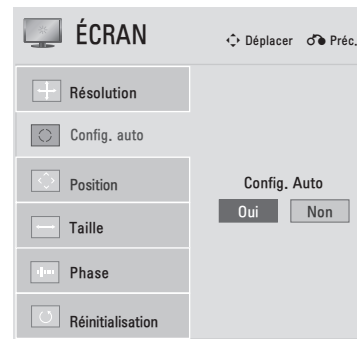 ÉCRAN
Déplacer Préc.
Résolution
Config. auto
Position
Taille
Phase
Réinitialisation
Config. Auto
Oui Non